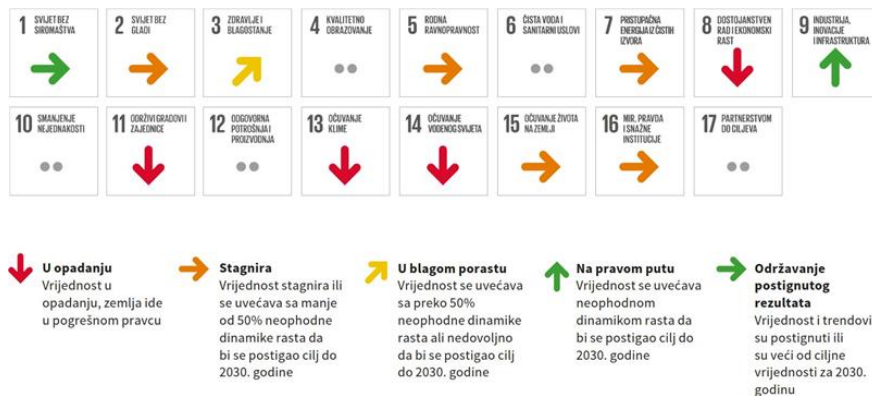 1 SVIJET BEZ
SIROMAŠTVA
2 SVIJET BEZ
GLADI
3 ZDRAVLJE I
BLAGOSTANJE
4 KVALITETNO
OBRAZOVANJE
5 RODNA
RAVNOPRAVNOST
6 ČISTA VODA I
SANITARNI USLOVI
7 PRISTUPAČNA
ENERGIJA IZ ČISTIH
IZVORA
8 DOSTOJANSTVEN
RAD I EKONOMSKI
RAST
9 INDUSTRIJA,
INOVACIJE
I INFRASTRUKTURA
10 SMANJENJE
NEJEDNAKOSTI
11 ODRŽIVI GRADOVI I
ZAJEDNICE
12 ODGOVORNA
POTROŠNJA I
PROIZVODNJA
13 OČUVANJE
KLIME
14 OČUVANJE
VODENOG SVIJETA
15 OČUVANJE ŽIVOTA
NA ZEMLJI
16 MIR, PRAVDA
I SNAŽNE
INSTITUCIJE
17 PARTNERSTVOM
DO CILJEVA
U opadanju
Vrijednost u
opadanju, zemlja ide
u pogrešnom pravcu
Stagnira
Vrijednost stagnira ili
se uvećava sa manje
od 50% neophodne
dinamike rasta da
bi se postigao cilj do
2030. godine
U blagom porastu
Vrijednost se uvećava
sa preko 50%
neophodne dinamike
rasta ali nedovoljno
da bi se postigao cilj
do 2030. godine
Na pravom putu
Vrijednost se uvećava
neophodnom
dinamikom rasta da
bi se postigao cilj do
2030. godine
Održavanje
postignutog
rezultata
Vrijednost i trendovi
su postignuti ili
su veći od ciljne
vrijednosti za 2030.
godinu